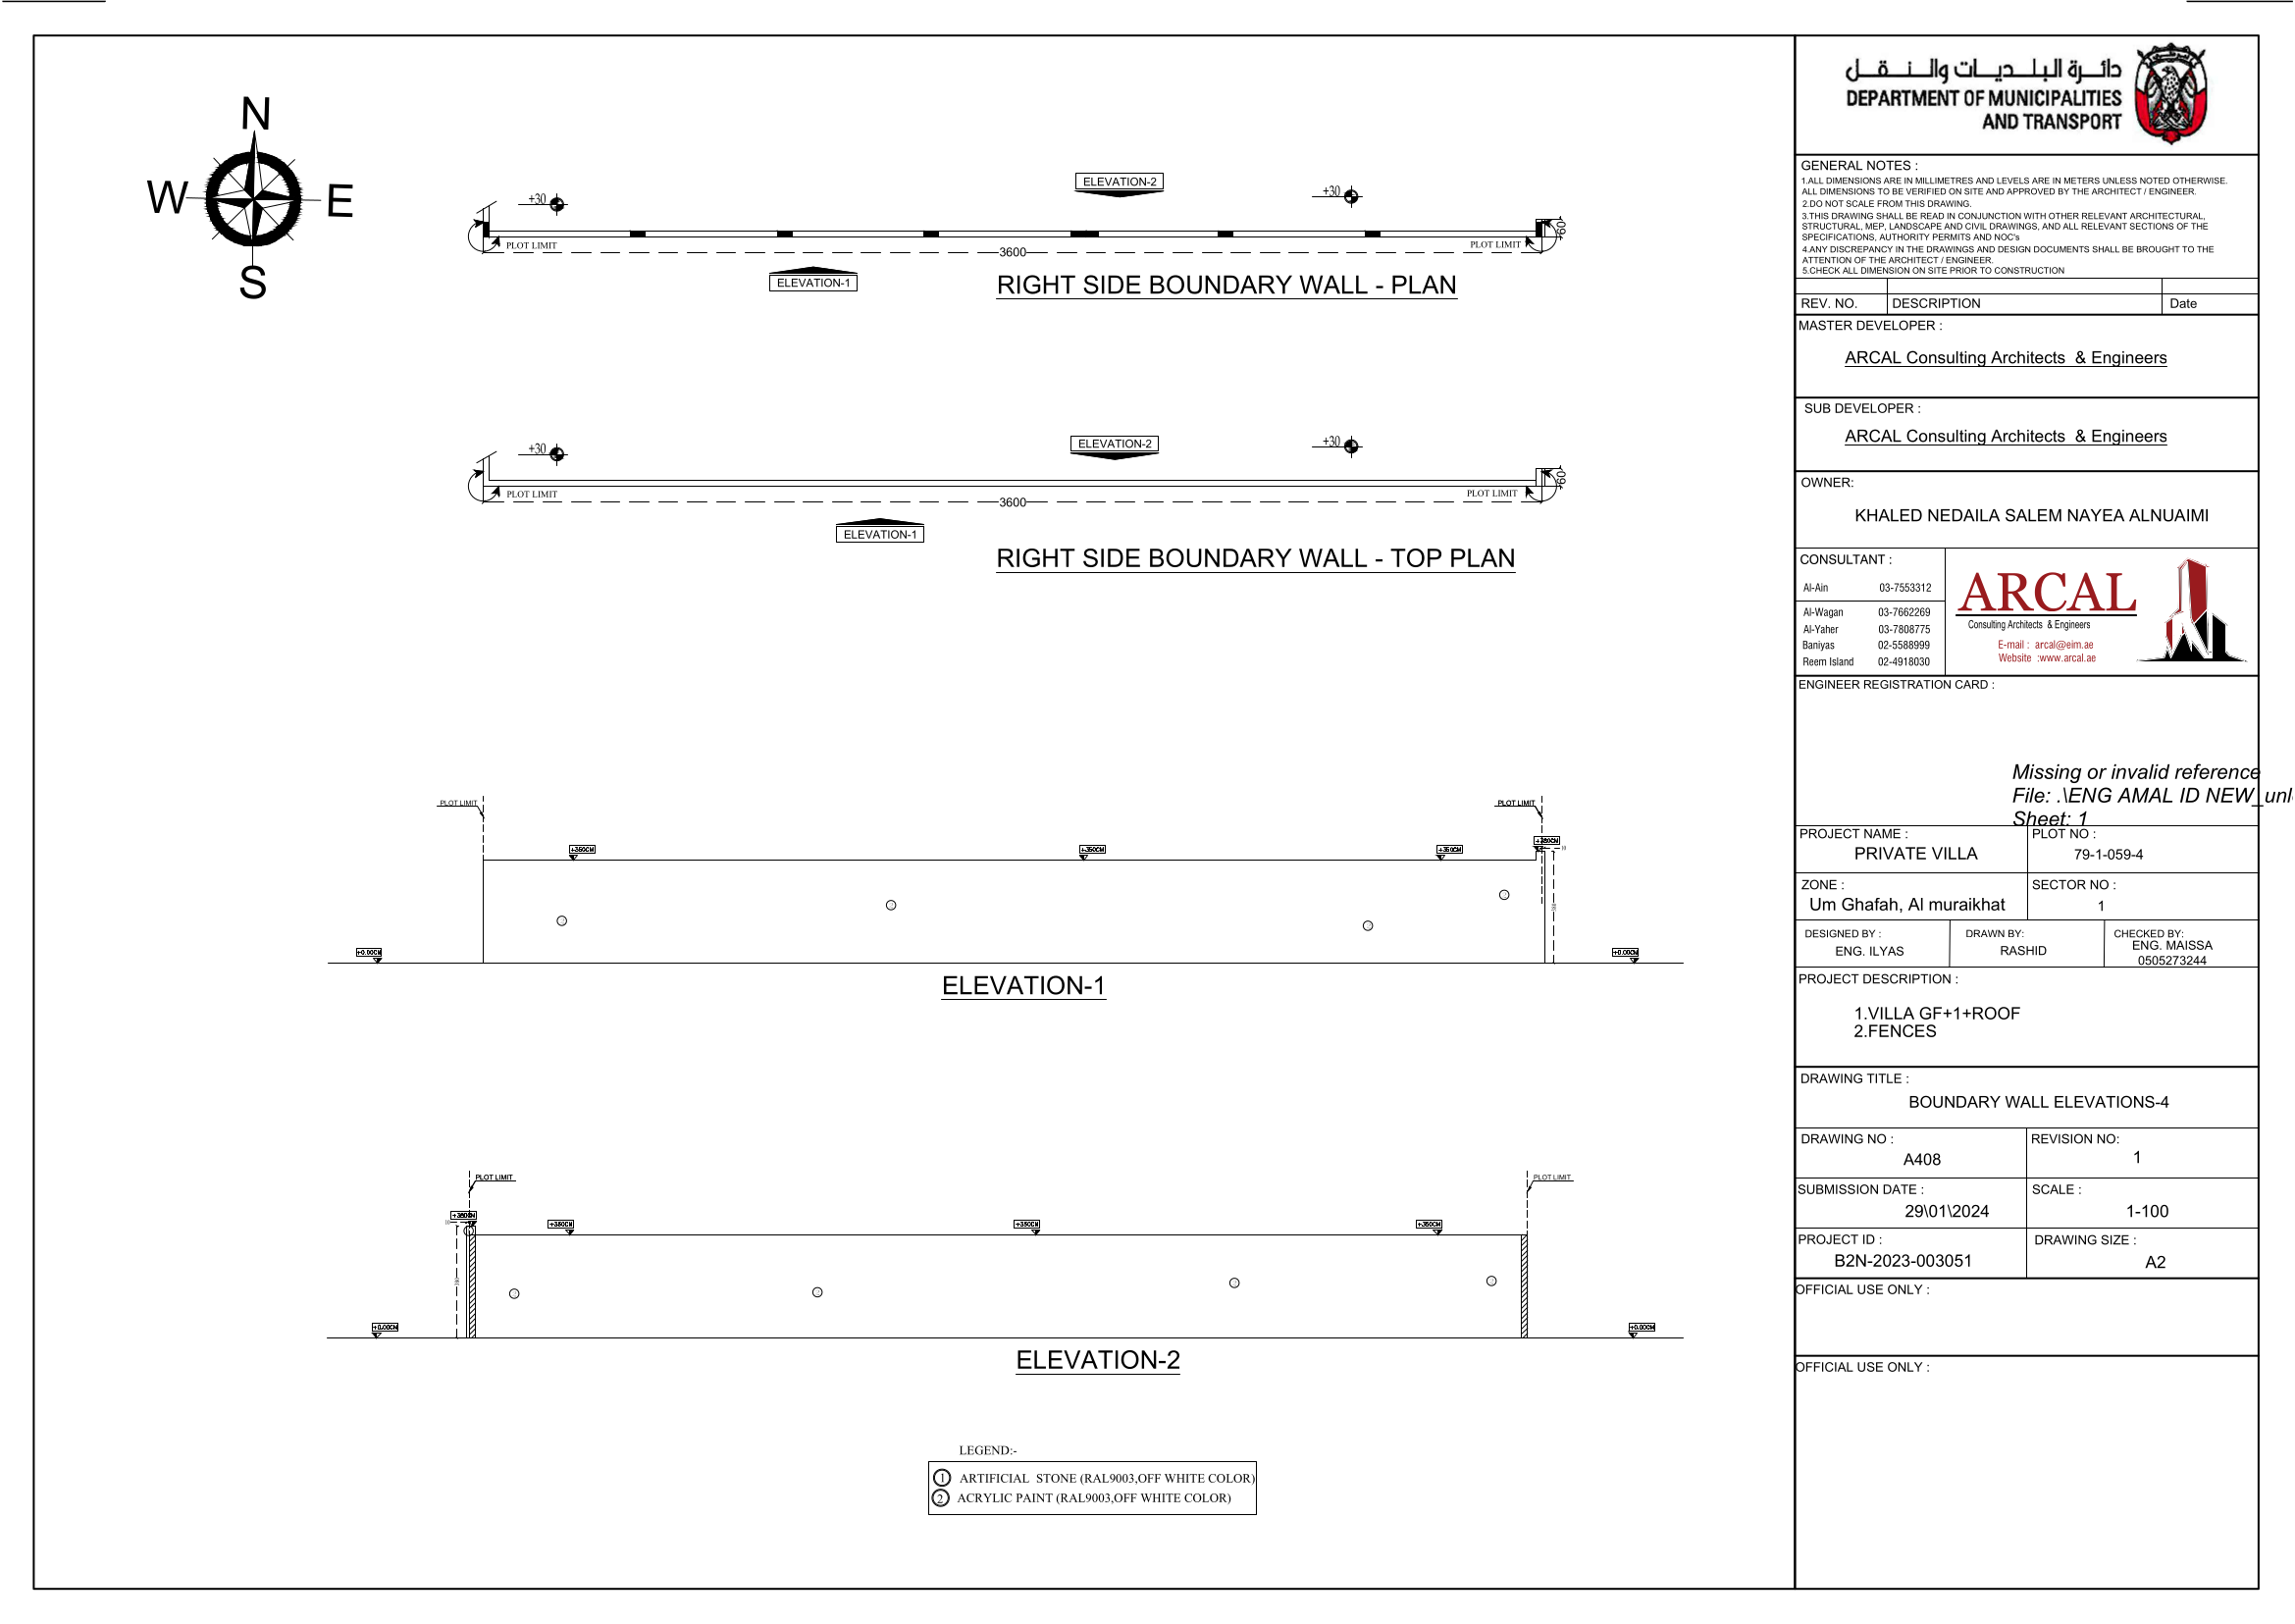 N
W
E
S
+30
ELEVATION-2
+30
60
PLOT LIMIT
PLOT LIMIT
3600
ELEVATION-1
RIGHT SIDE BOUNDARY WALL - PLAN
+30
ELEVATION-2
+30
60
PLOT LIMIT
PLOT LIMIT
3600
ELEVATION-1
RIGHT SIDE BOUNDARY WALL - TOP PLAN
PLOT LIMIT
PLOT LIMIT
+350CM
+350CM
+350CM
+0.00CM
+0.00CM
ELEVATION-1
PLOT LIMIT
PLOT LIMIT
+350CM
+350CM
+350CM
+0.00CM
+0.00CM
ELEVATION-2
LEGEND:-
1 ARTIFICIAL STONE (RAL9003,OFF WHITE COLOR)
2 ACRYLIC PAINT (RAL9003,OFF WHITE COLOR)
دائرة البلديات والنقل
DEPARTMENT OF MUNICIPALITIES
AND TRANSPORT
GENERAL NOTES :
1.ALL DIMENSIONS ARE IN MILLIMETRES AND LEVELS ARE IN METERS UNLESS NOTED OTHERWISE.
ALL DIMENSIONS TO BE VERIFIED ON SITE AND APPROVED BY THE ARCHITECT / ENGINEER.
2.DO NOT SCALE FROM THIS DRAWING.
3.THIS DRAWING SHALL BE READ IN CONJUNCTION WITH OTHER RELEVANT ARCHITECTURAL,
STRUCTURAL, MEP, LANDSCAPE AND CIVIL DRAWINGS, AND ALL RELEVANT SECTIONS OF THE
SPECIFICATIONS, AUTHORITY PERMITS AND NOC's
4.ANY DISCREPANCY IN THE DRAWINGS AND DESIGN DOCUMENTS SHALL BE BROUGHT TO THE
ATTENTION OF THE ARCHITECT / ENGINEER.
5.CHECK ALL DIMENSION ON SITE PRIOR TO CONSTRUCTION
REV. NO. DESCRIPTION Date
MASTER DEVELOPER :
ARCAL Consulting Architects & Engineers
SUB DEVELOPER :
ARCAL Consulting Architects & Engineers
OWNER:
KHALED NEDAILA SALEM NAYEA ALNUAIMI
CONSULTANT :
Al-Ain 03-7553312
Al-Wagan 03-7662269
Al-Yaher 03-7808775
Baniyas 02-5588999
Reem Island 02-4918030
ARCAL
Consulting Architects & Engineers
E-mail : arcal@eim.ae
Website :www.arcal.ae
ENGINEER REGISTRATION CARD :
Missing or invalid reference
File: .\ENG AMAL ID NEW_unl
Sheet: 1
PROJECT NAME :
PRIVATE VILLA
PLOT NO :
79-1-059-4
ZONE :
Um Ghafah, Al muraikhat
SECTOR NO :
1
DESIGNED BY :
ENG. ILYAS
DRAWN BY:
RASHID
CHECKED BY:
ENG. MAISSA
0505273244
PROJECT DESCRIPTION :
1.VILLA GF+1+ROOF
2.FENCES
DRAWING TITLE :
BOUNDARY WALL ELEVATIONS-4
DRAWING NO :
A408
REVISION NO:
1
SUBMISSION DATE :
29\01\2024
SCALE :
1-100
PROJECT ID :
B2N-2023-003051
DRAWING SIZE :
A2
OFFICIAL USE ONLY :
OFFICIAL USE ONLY :